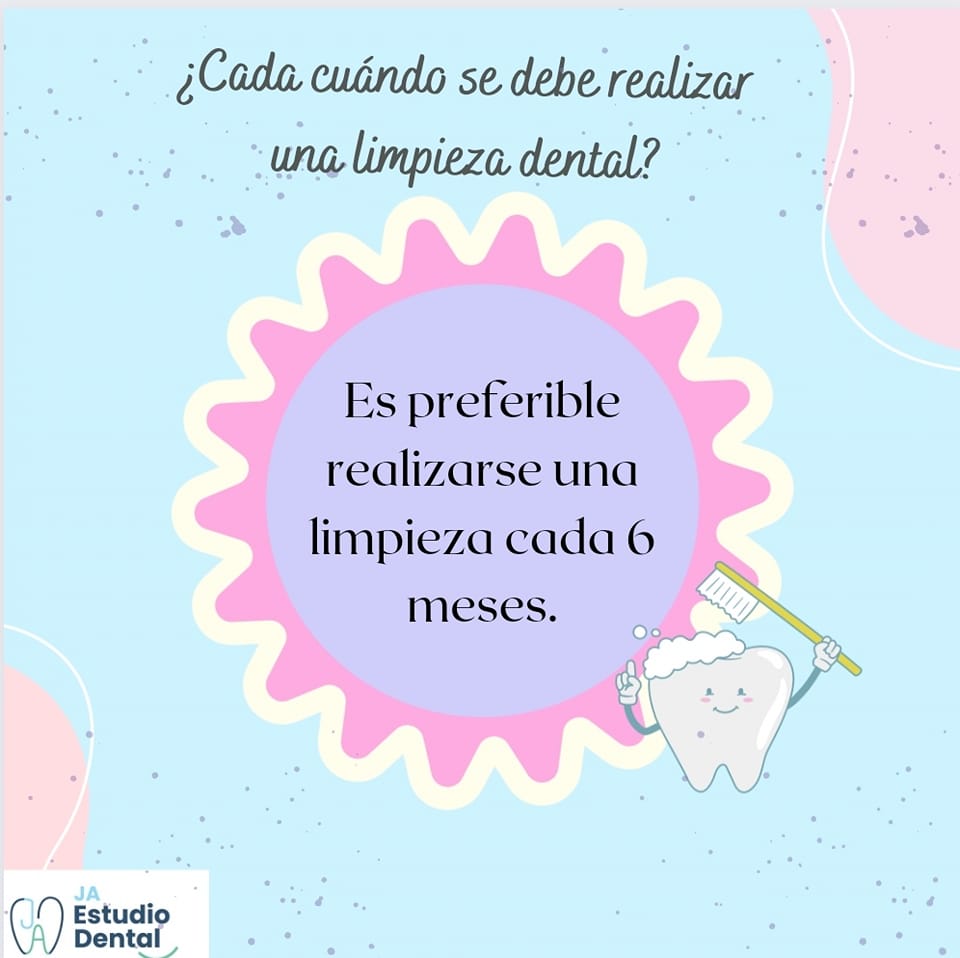 ¿Cada cuándo se debe realizar
una limpieza dental?
Es preferible
realizarse una
limpieza cada 6
meses.
JA
JA
Estudio
Dental